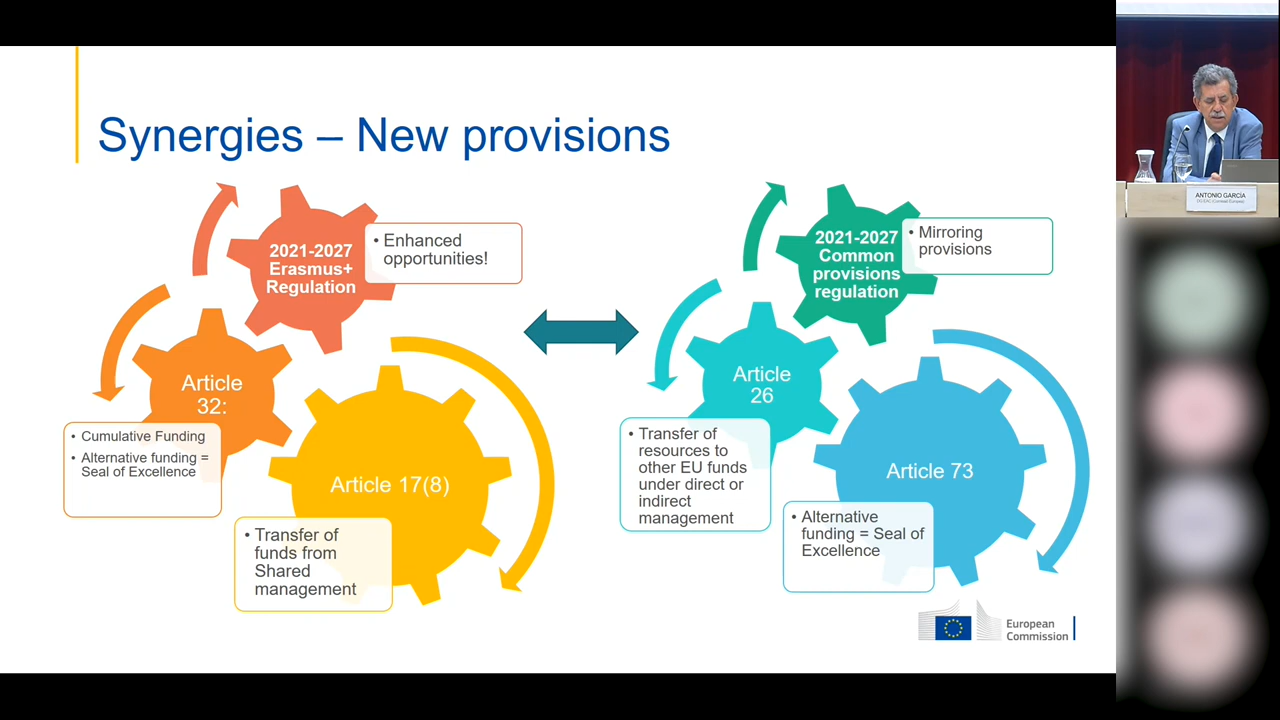 Synergies – New provisions
2021-2027
Erasmus+
Regulation
• Enhanced
opportunities!
Article
32:
• Cumulative Funding
• Alternative funding =
Seal of Excellence
Article 17(8)
• Transfer of
funds from
Shared
management
2021-2027
Common
provisions
regulation
• Mirroring
provisions
Article
26
• Transfer of
resources to
other EU funds
under direct or
indirect
management
Article 73
• Alternative
funding = Seal of
Excellence
European
Commission
ANTONIO GARCÍA